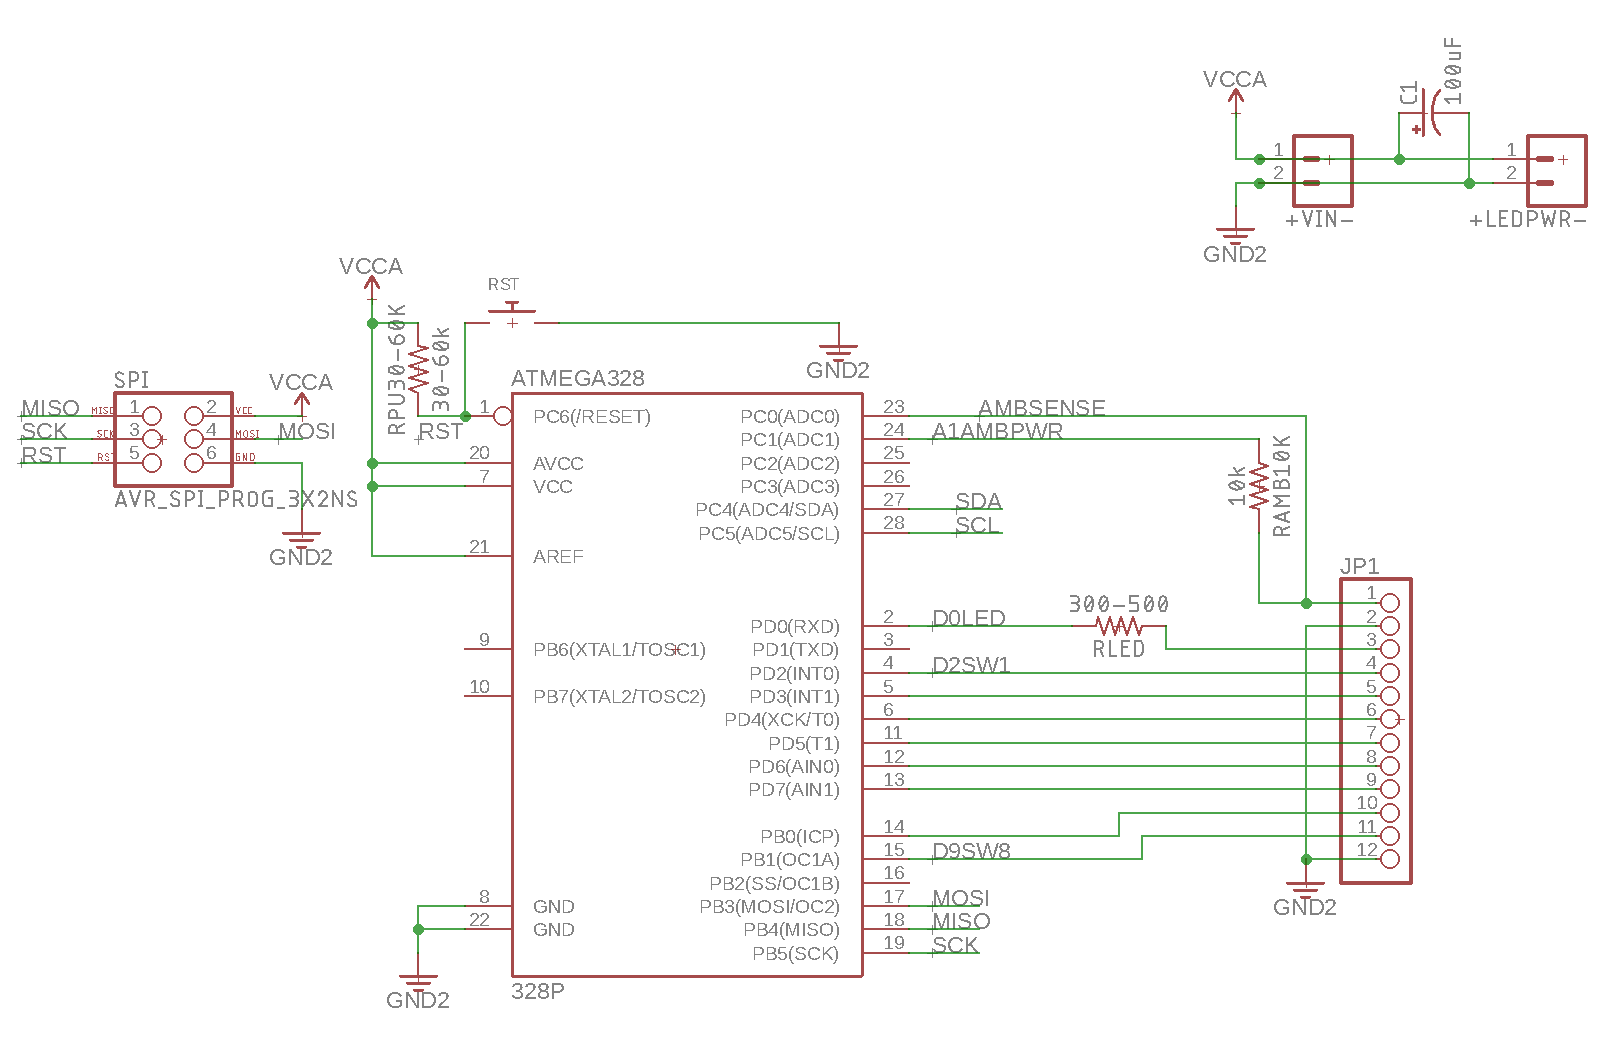 VCCA
C1
100uF
1
2
1
2
+VIN-
+LEDPWR-
GND2
VCCA
RST
RPU30-60K
30-60k
GND2
SPI
VCCA
ATMEGA328
MISO
MISO
1
2
VCC
SCK
SCK
3
4
MOSI
MOSI
RST
RST
5
6
GND
AVR_SPI_PROG_3X2NS
GND2
RST
1
PC6(/RESET)
20
AVCC
7
VCC
21
AREF
9
PB6(XTAL1/TOSC1)
10
PB7(XTAL2/TOSC2)
8
GND
22
GND
GND2
328P
PC0(ADC0)
23
AMBSENSE
PC1(ADC1)
24
A1AMBPWR
PC2(ADC2)
25
PC3(ADC3)
26
PC4(ADC4/SDA)
27
SDA
PC5(ADC5/SCL)
28
SCL
10k
RAMB10K
PD0(RXD)
2
D0LED
300-500
RLED
PD1(TXD)
3
PD2(INT0)
4
D2SW1
PD3(INT1)
5
PD4(XCK/T0)
6
PD5(T1)
11
PD6(AIN0)
12
PD7(AIN1)
13
PB0(ICP)
14
PB1(OC1A)
15
D9SW8
PB2(SS/OC1B)
16
PB3(MOSI/OC2)
17
MOSI
PB4(MISO)
18
MISO
PB5(SCK)
19
SCK
JP1
1
2
3
4
5
6
7
8
9
10
11
12
GND2